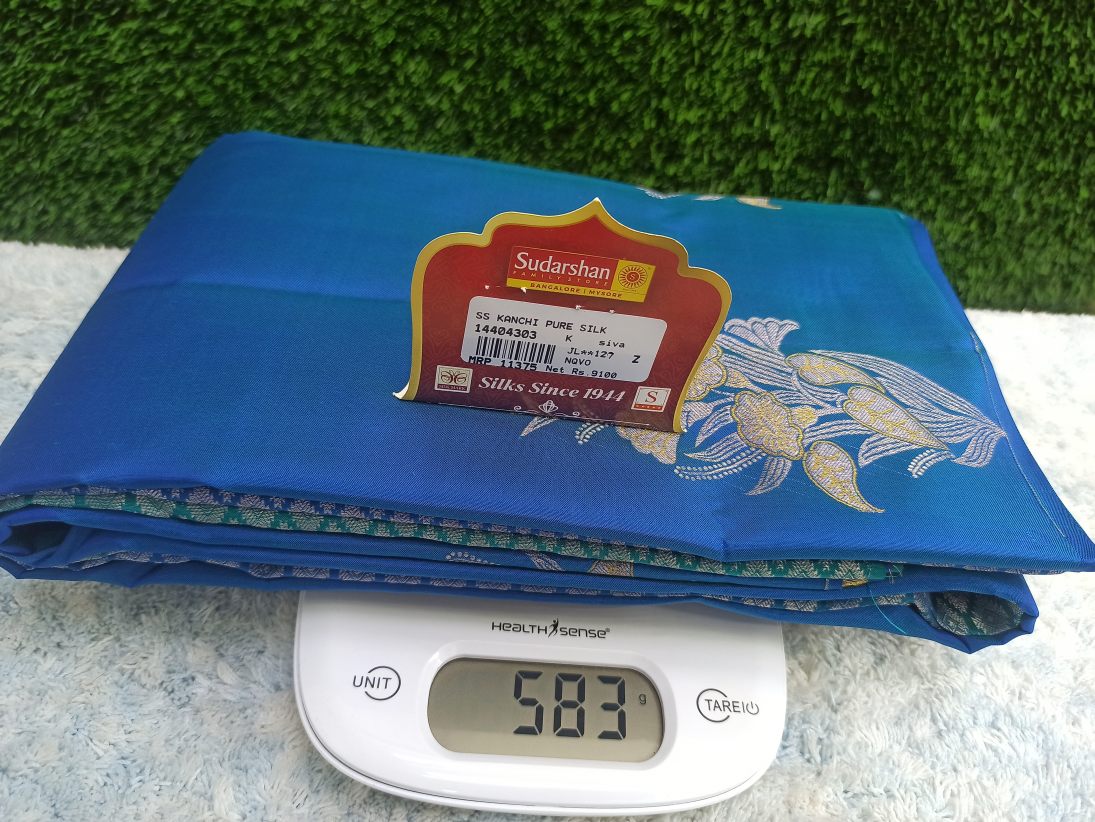 Sudarshan
FAMILY STORE
BANGALORE | MYSORE
SS KANCHI PURE SILK
14404303 K siva
JL**127 Z
NQVO
MRP 11375 Net Rs.9100
Silks Since 1944
S
HEALTH sense®
UNIT
583 g
TARE